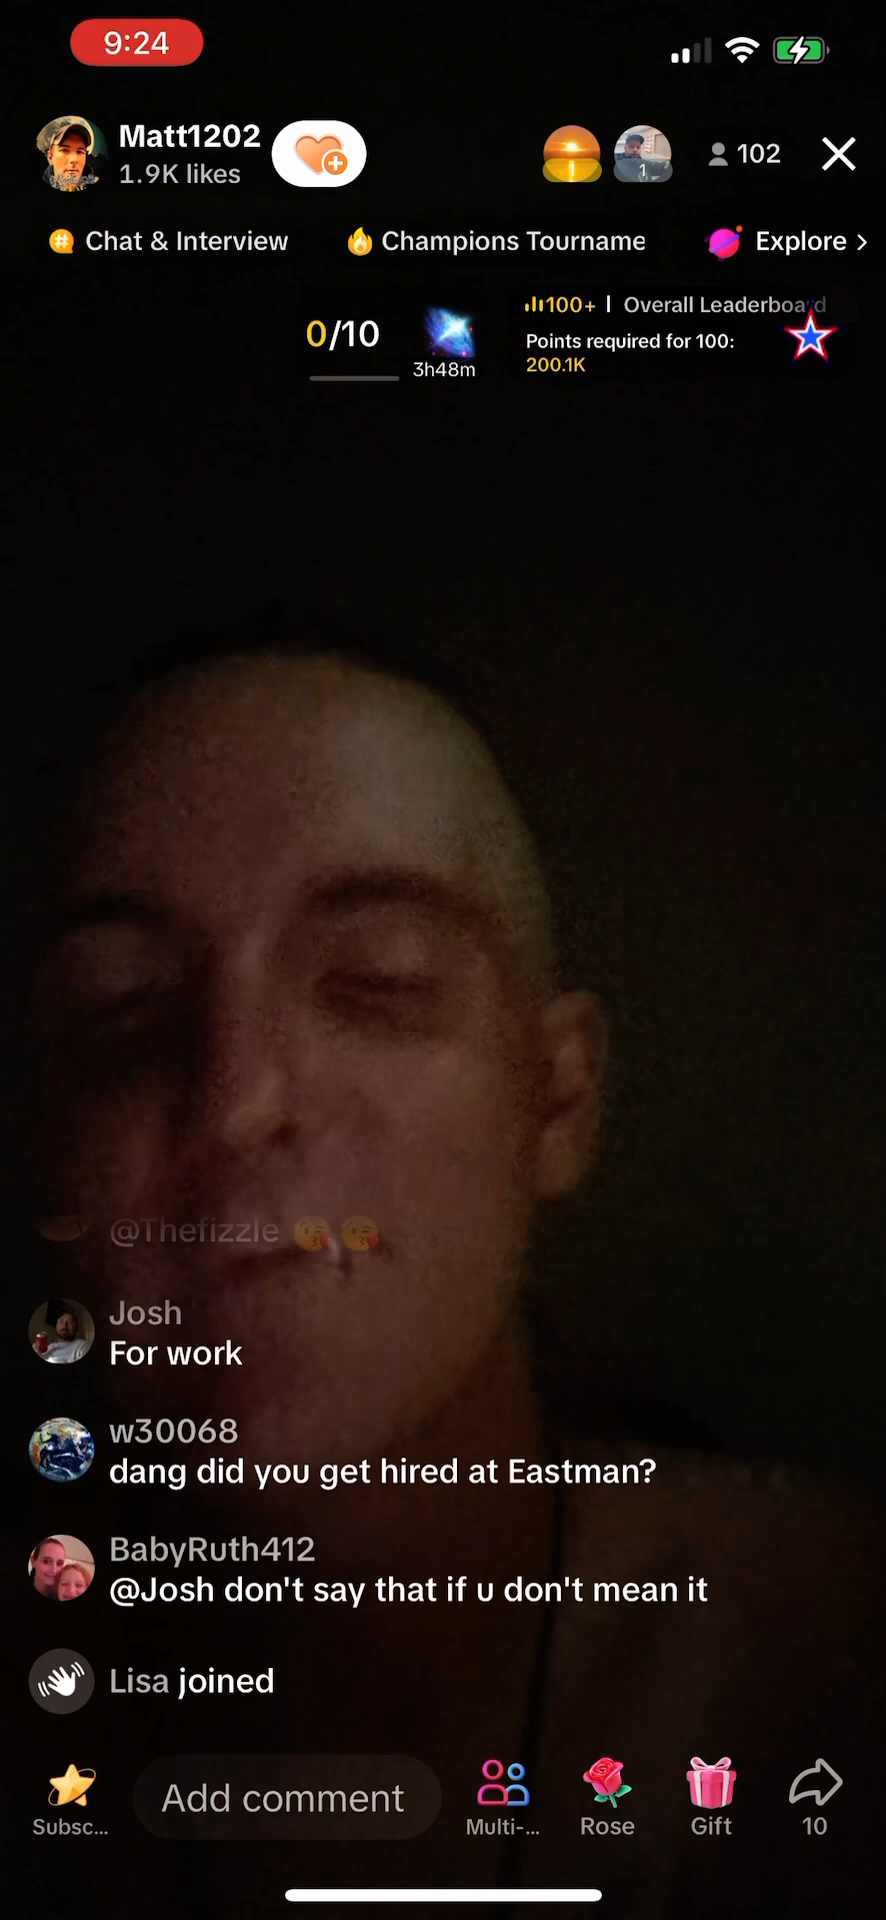 9:24
Matt1202
1.9K likes
1
1
102
Chat & Interview
Champions Tourname
Explore >
0/10
3h48m
100+ | Overall Leaderboard
Points required for 100:
200.1K
@Thefizzle 😘 😘
Josh
For work
w30068
dang did you get hired at Eastman?
BabyRuth412
@Josh don't say that if u don't mean it
Lisa joined
Subsc...
Add comment
Multi-...
Rose
Gift
10